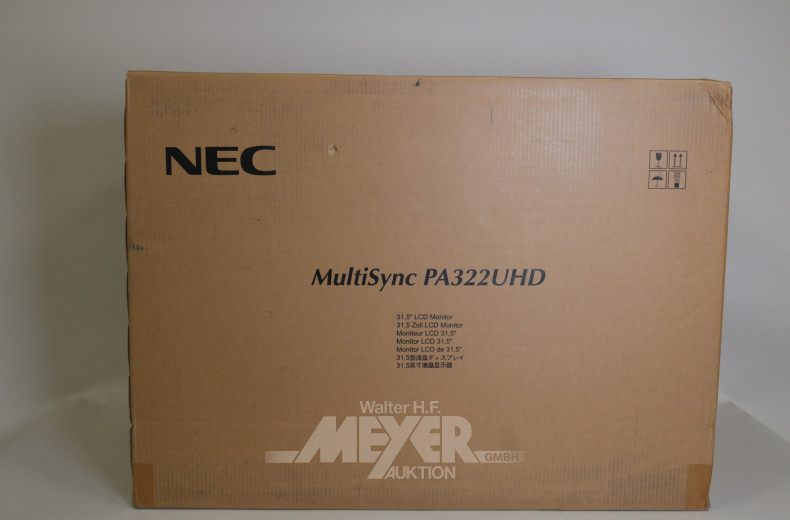 NEC
MultiSync PA322UHD
31.5" LCD Monitor
31,5 Zoll LCD Monitor
Moniteur LCD 31,5"
Monitor LCD 31,5"
Monitor LCD de 31,5"
31.5型液晶ディスプレイ
31.5英寸液晶显示器
Walter H.F.
MEYER
GMBH
AUKTION